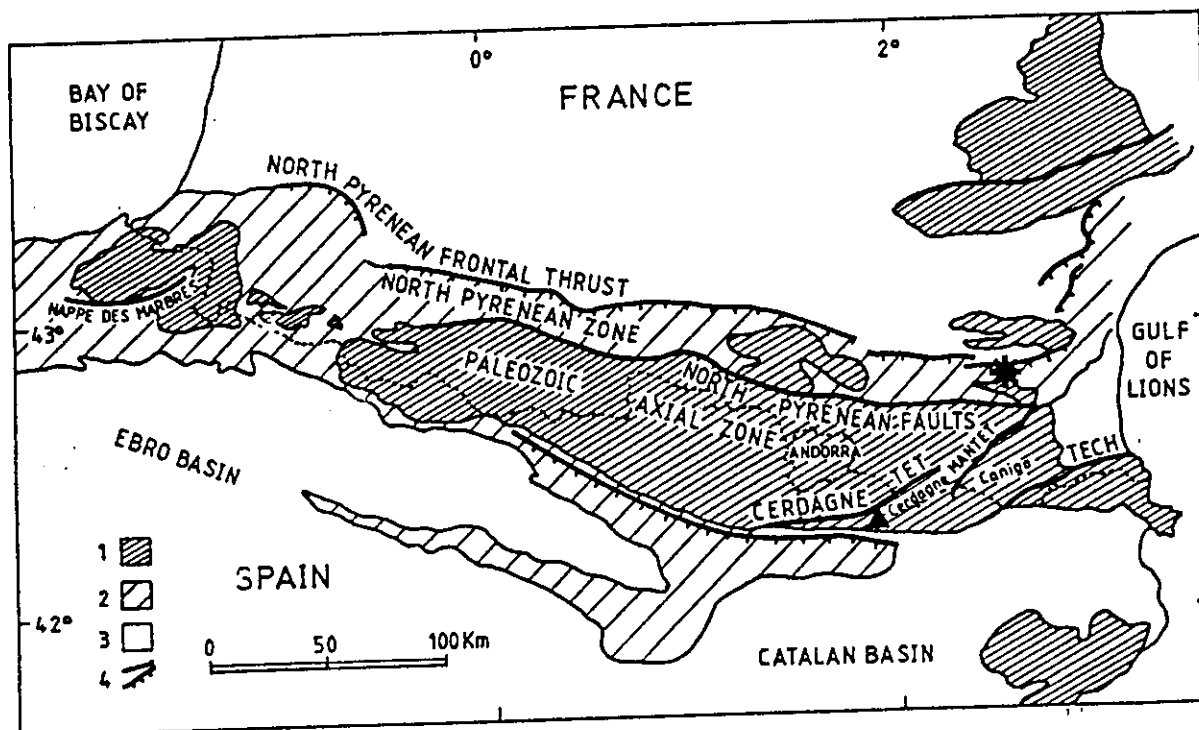 0°
2°
BAY OF
BISCAY
FRANCE
NORTH PYRENEAN FRONTAL THRUST
NORTH PYRENEAN ZONE
NAPPE DES MARBRES
43°
PALEOZOIC
AXIAL ZONE
NORTH PYRENEAN FAULTS
ANDORRA
GULF
OF
LIONS
EBRO BASIN
CERDAGNE TET
Cerdagne MANTET
Canigo
TECH
1
2
3
4
SPAIN
42°
0 50 100 Km
CATALAN BASIN